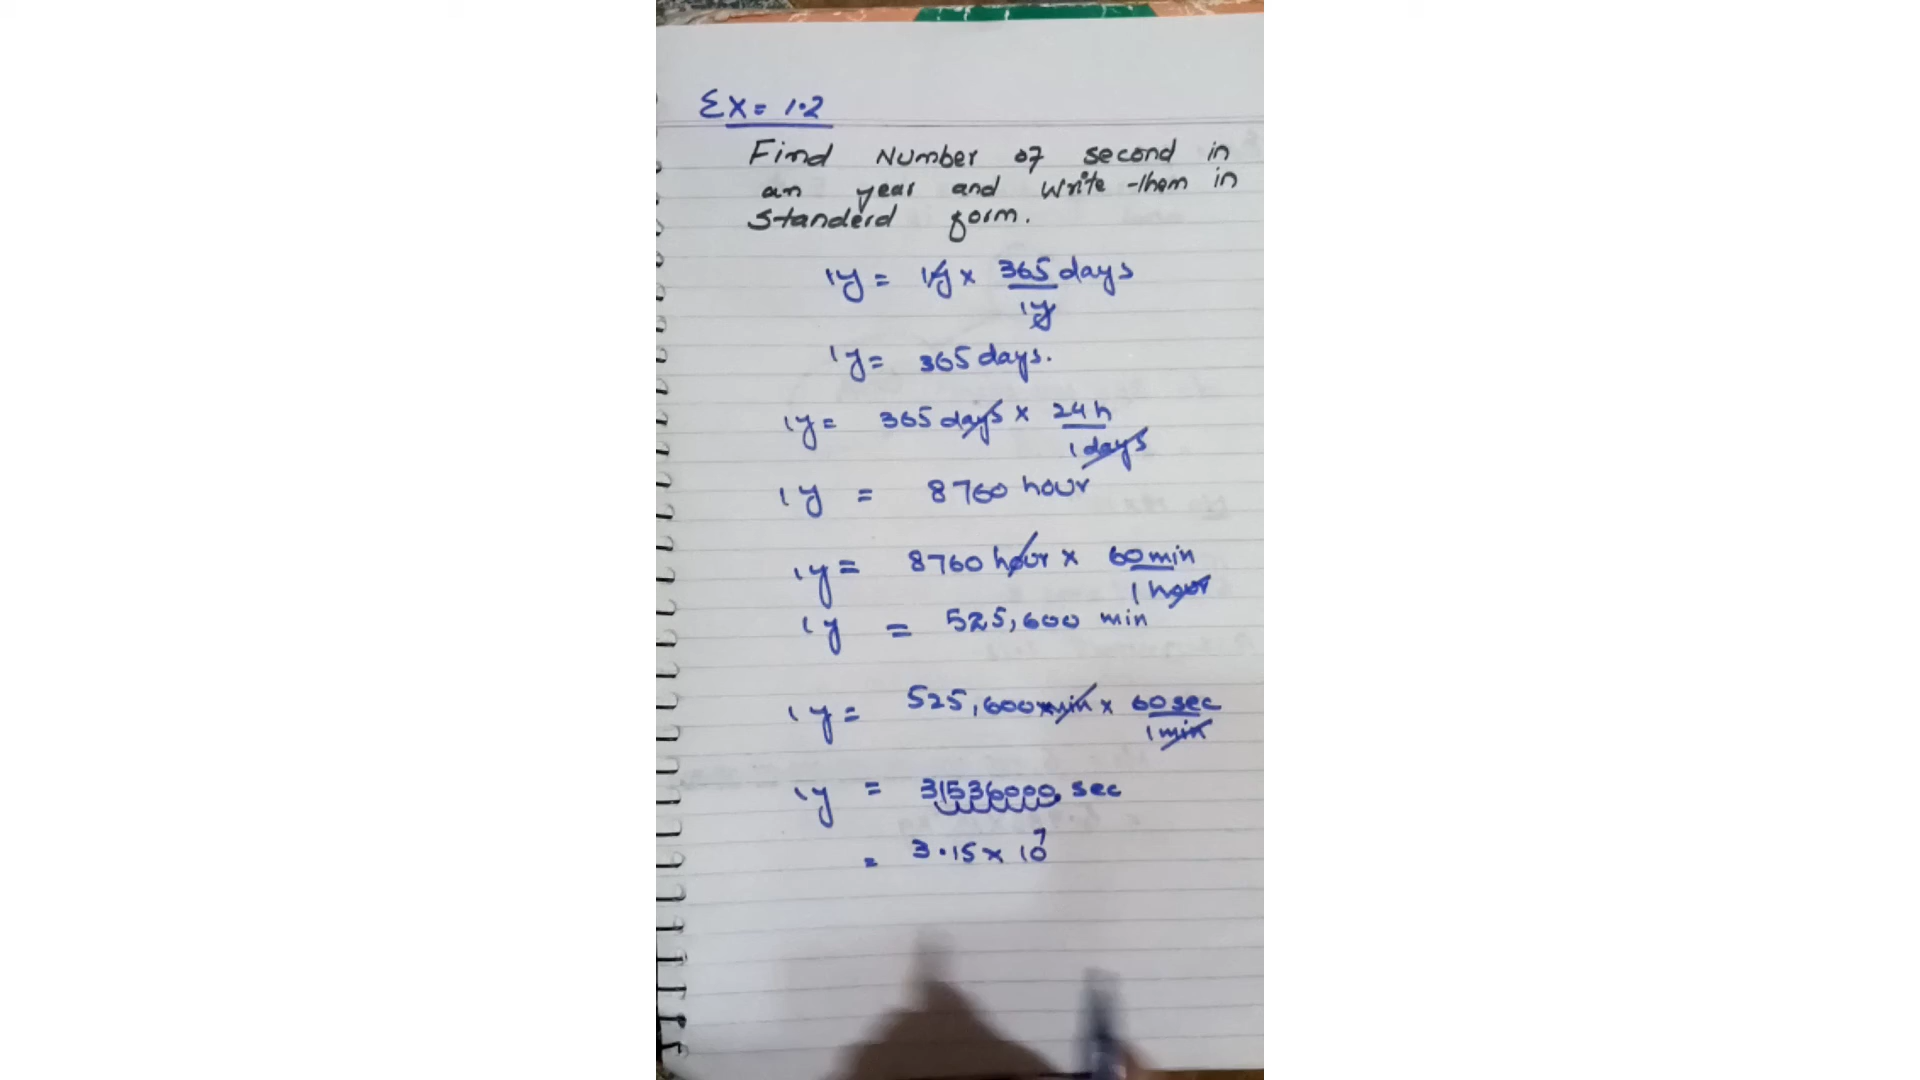 Ex = 1.2
Find Number of second in
an year and write them in
standerd form.
1y = 1y × 365 days
1y
1y = 365 days.
1y = 365 days × 24 h
1 days
1y = 8760 hour
1y = 8760 hour × 60 min
1 hour
1y = 525,600 min
1y = 525,600 min × 60 sec
1 min
1y = 31536000. sec
= 3.15 × 10⁷